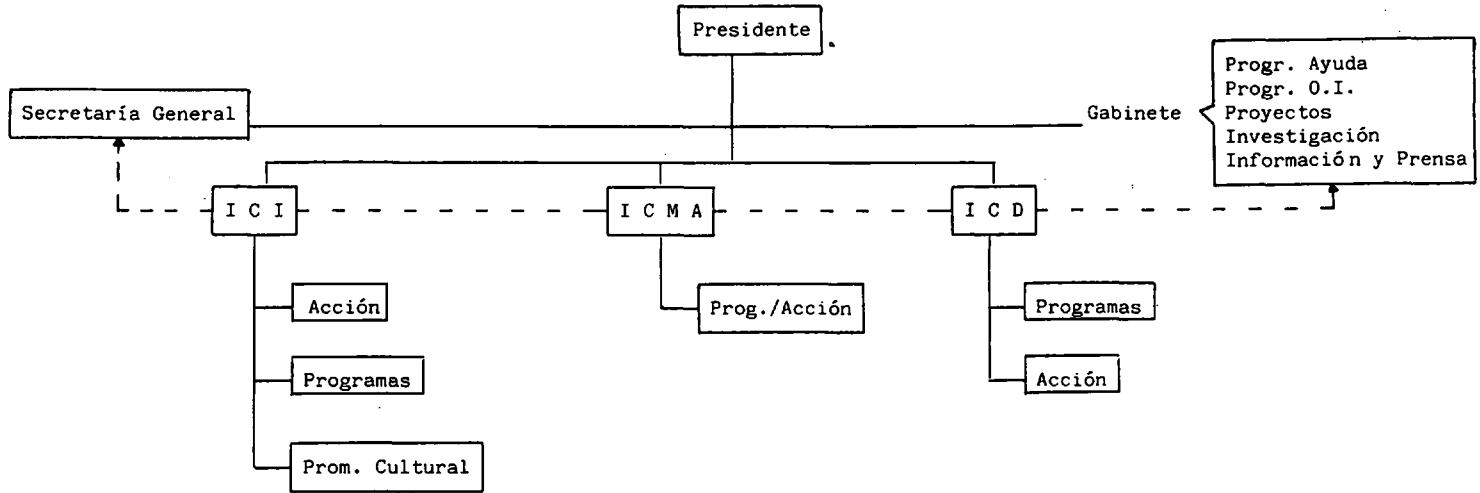 Presidente
Progr. Ayuda
Progr. O.I.
Proyectos
Investigación
Información y Prensa
Gabinete
Secretaría General
I C I
I C M A
I C D
Acción
Programas
Prom. Cultural
Prog./Acción
Programas
Acción